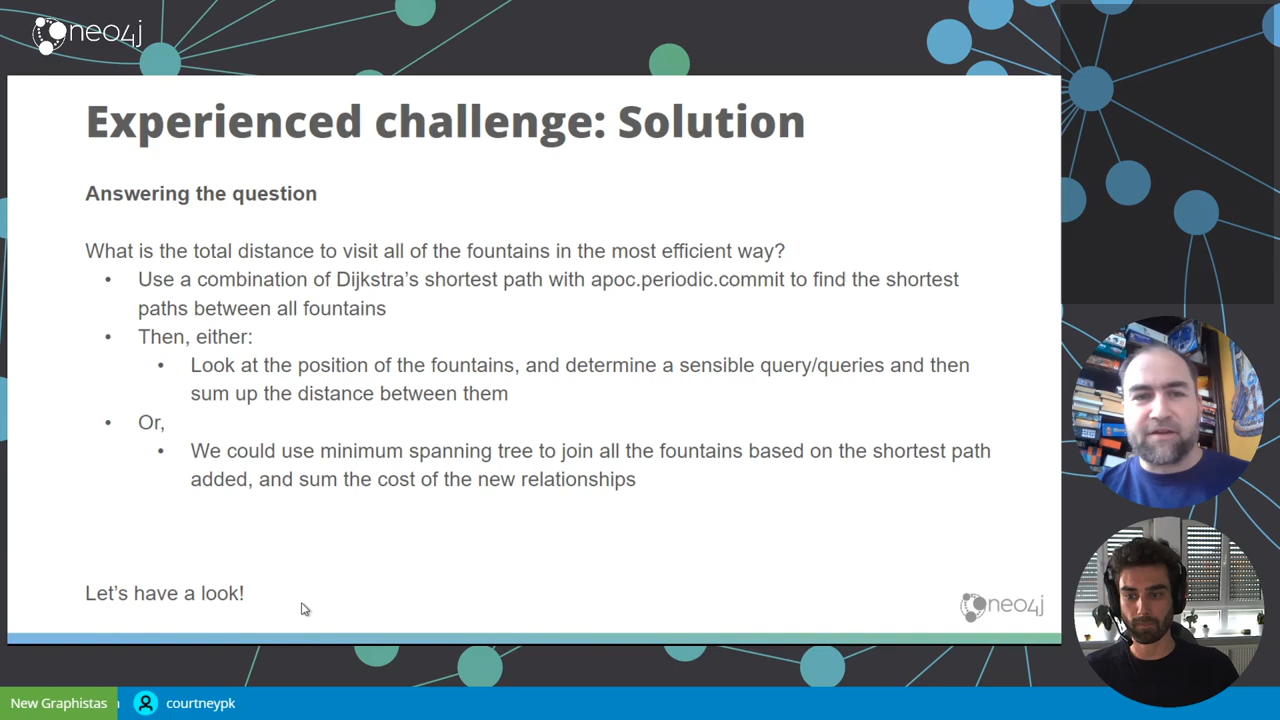 neo4j
Experienced challenge: Solution
Answering the question
What is the total distance to visit all of the fountains in the most efficient way?
• Use a combination of Dijkstra’s shortest path with apoc.periodic.commit to find the shortest
paths between all fountains
• Then, either:
• Look at the position of the fountains, and determine a sensible query/queries and then
sum up the distance between them
• Or,
• We could use minimum spanning tree to join all the fountains based on the shortest path
added, and sum the cost of the new relationships
Let’s have a look!
neo4j
New Graphistas
courtneypk